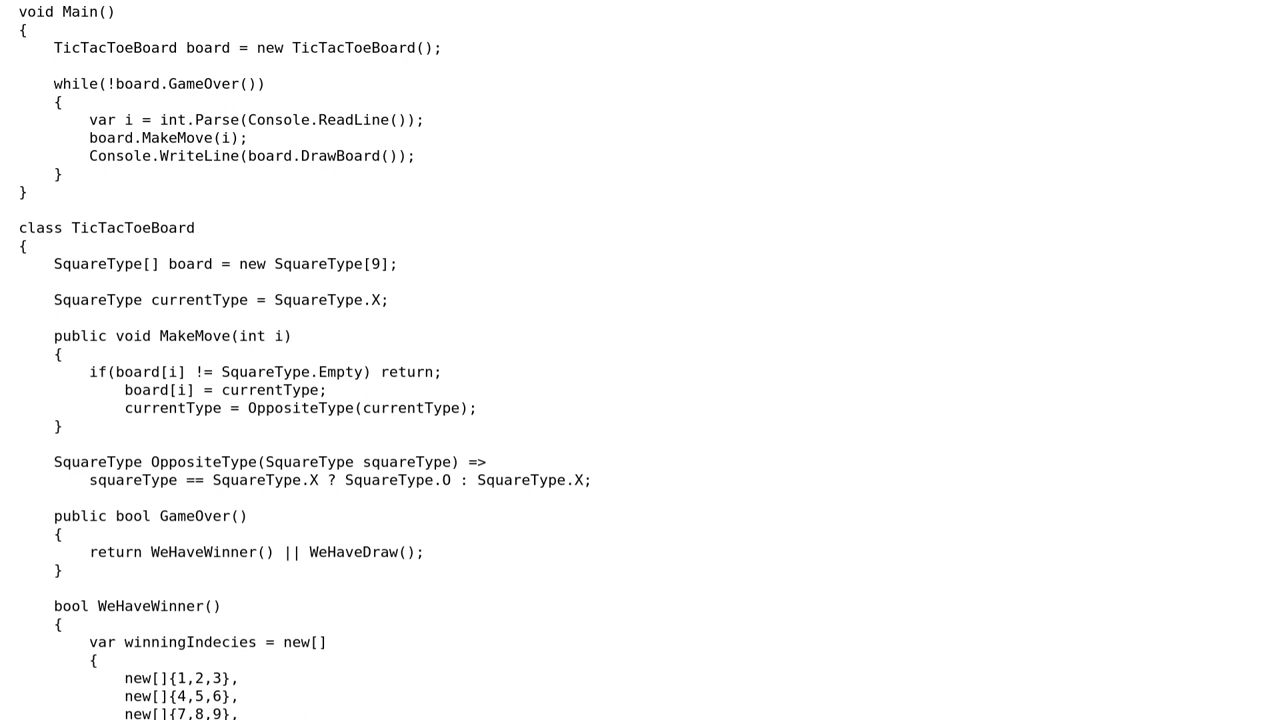 void Main()
{
    TicTacToeBoard board = new TicTacToeBoard();

    while(!board.GameOver())
    {
        var i = int.Parse(Console.ReadLine());
        board.MakeMove(i);
        Console.WriteLine(board.DrawBoard());
    }
}

class TicTacToeBoard
{
    SquareType[] board = new SquareType[9];

    SquareType currentType = SquareType.X;

    public void MakeMove(int i)
    {
        if(board[i] != SquareType.Empty) return;
            board[i] = currentType;
            currentType = OppositeType(currentType);
    }

    SquareType OppositeType(SquareType squareType) =>
        squareType == SquareType.X ? SquareType.O : SquareType.X;

    public bool GameOver()
    {
        return WeHaveWinner() || WeHaveDraw();
    }

    bool WeHaveWinner()
    {
        var winningIndecies = new[]
        {
            new[]{1,2,3},
            new[]{4,5,6},
            new[]{7,8,9},